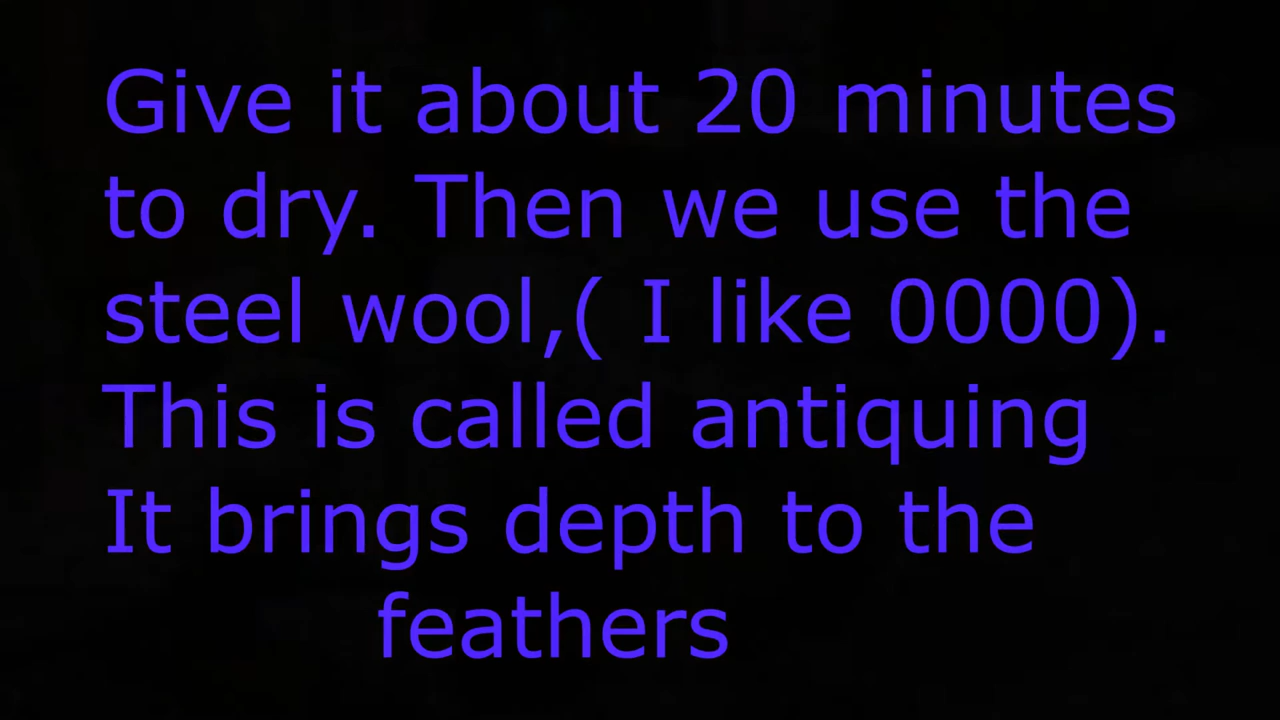 Give it about 20 minutes
to dry. Then we use the
steel wool,( I like 0000).
This is called antiquing
It brings depth to the
feathers